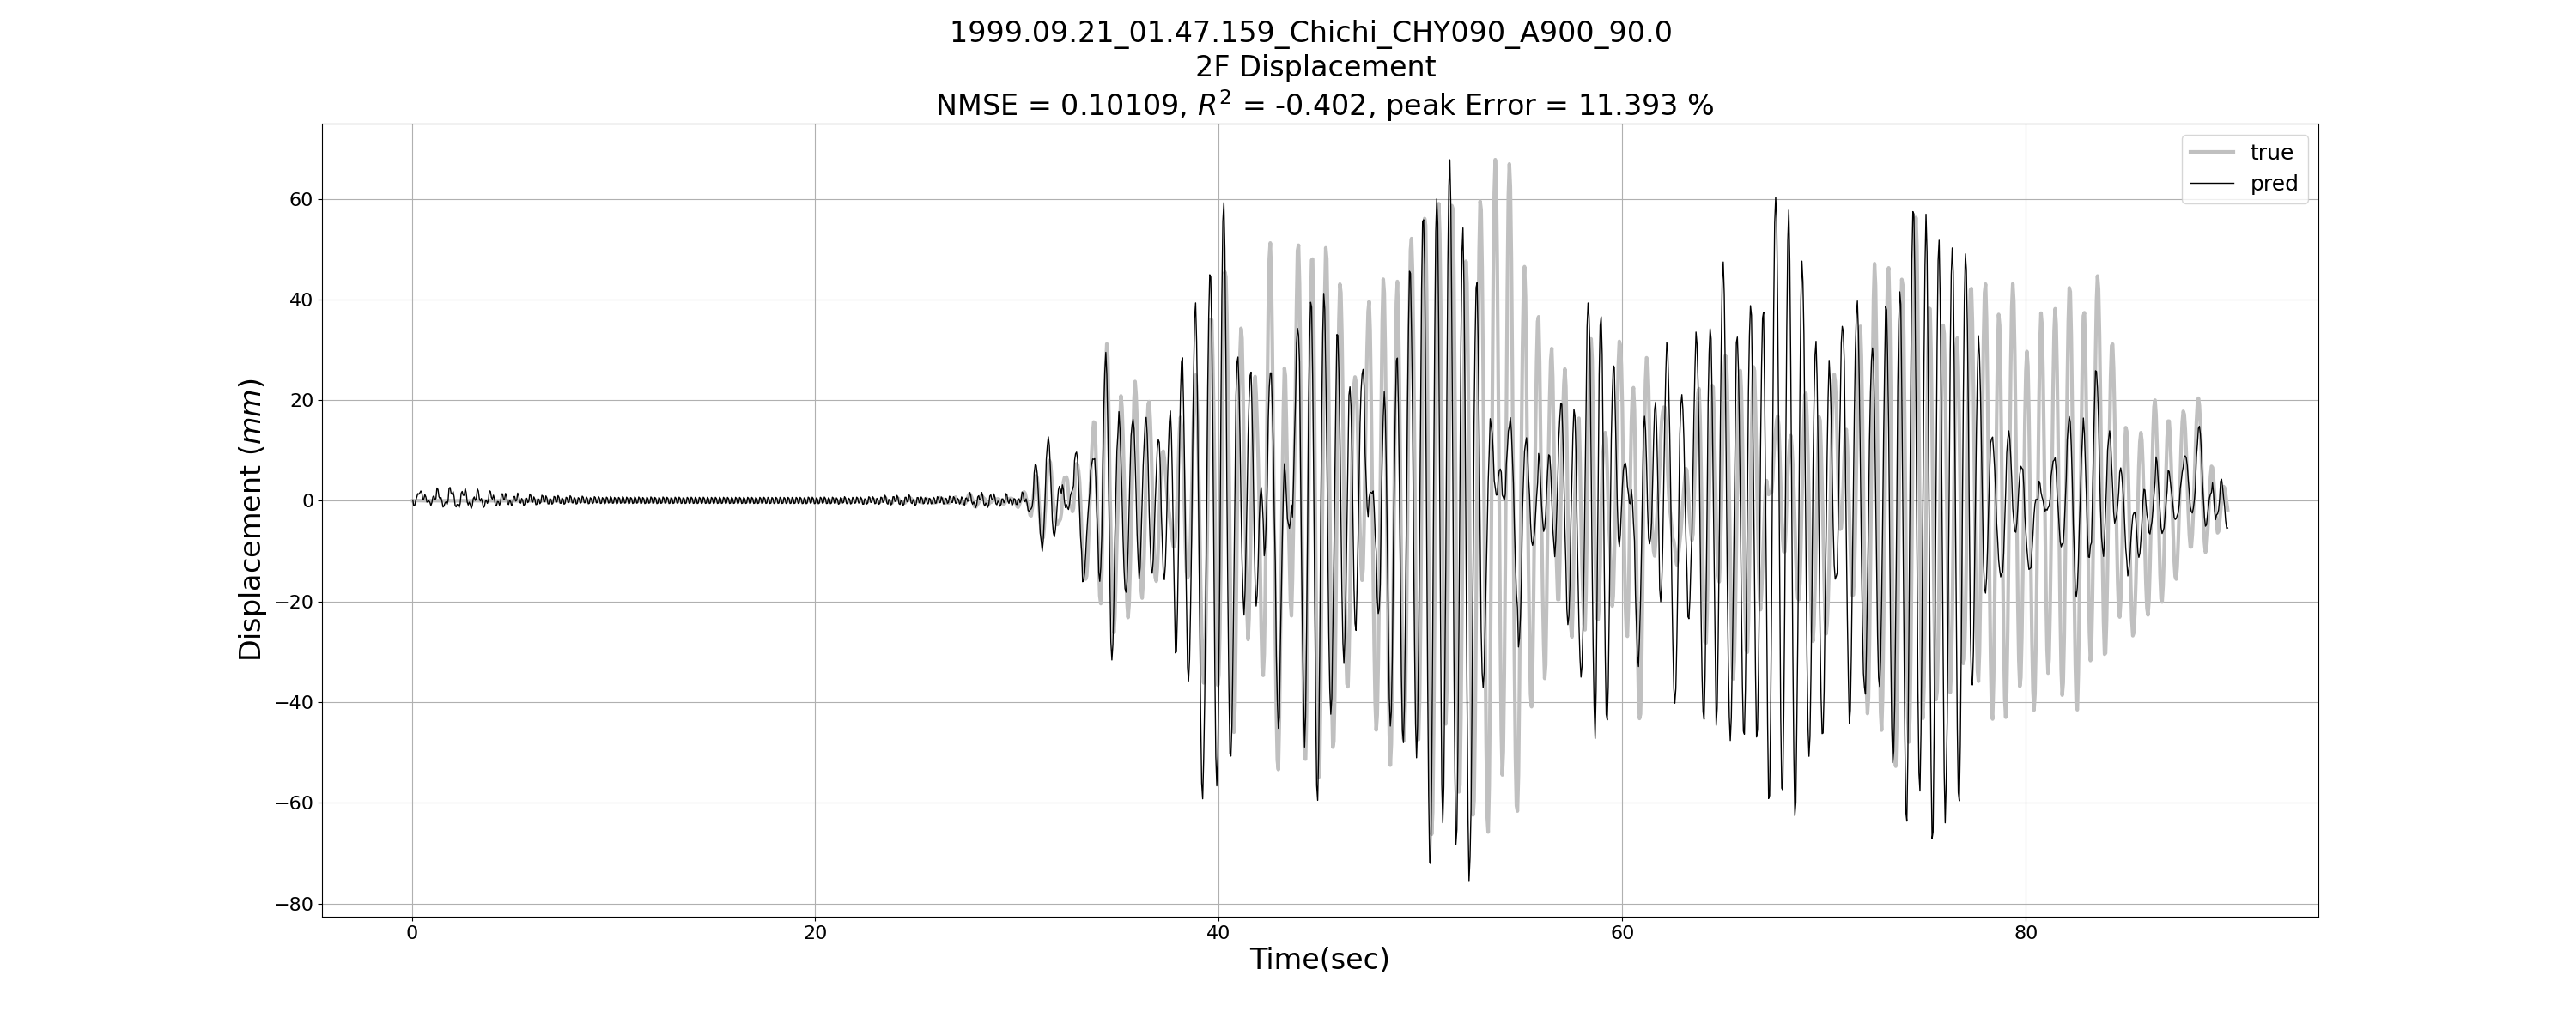 1999.09.21_01.47.159_Chichi_CHY090_A900_90.0
2F Displacement
NMSE = 0.10109, R² = -0.402, peak Error = 11.393 %
true
pred
Displacement (mm)
60
40
20
0
−20
−40
−60
−80
0 20 40 60 80
Time(sec)